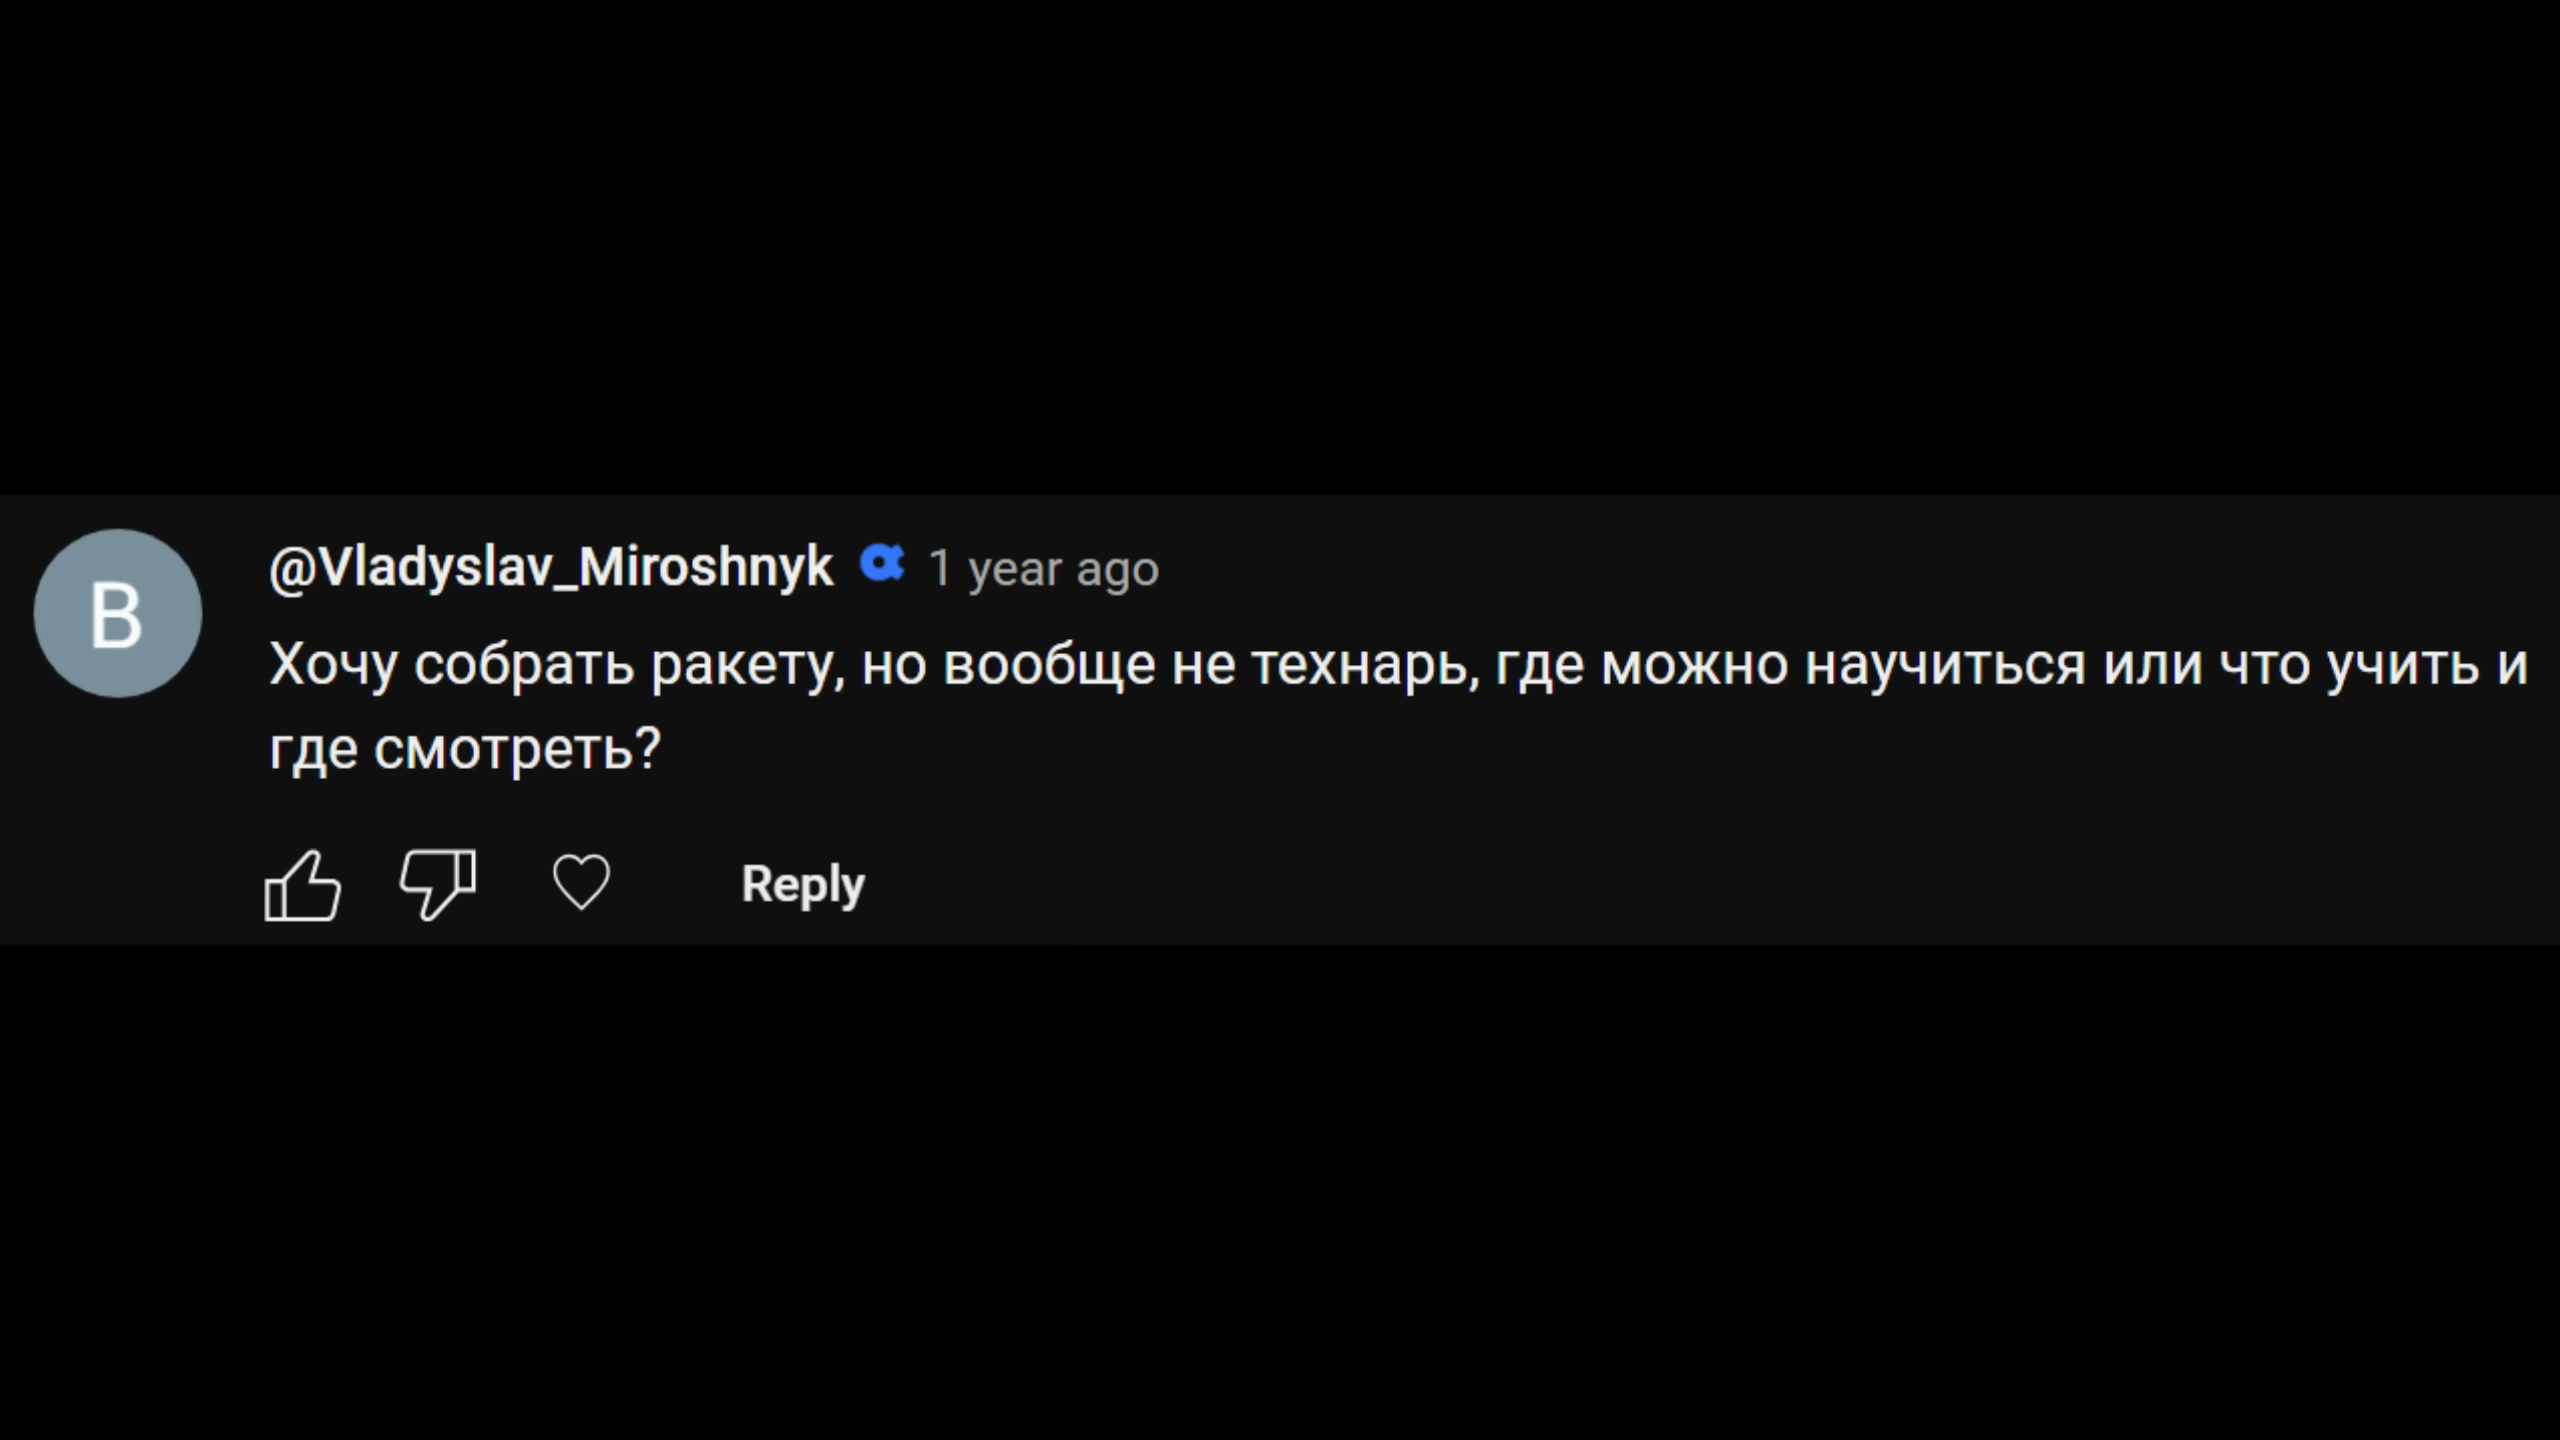 В
@Vladyslav_Miroshnyk 1 year ago
Хочу собрать ракету, но вообще не технарь, где можно научиться или что учить и
где смотреть?
Reply